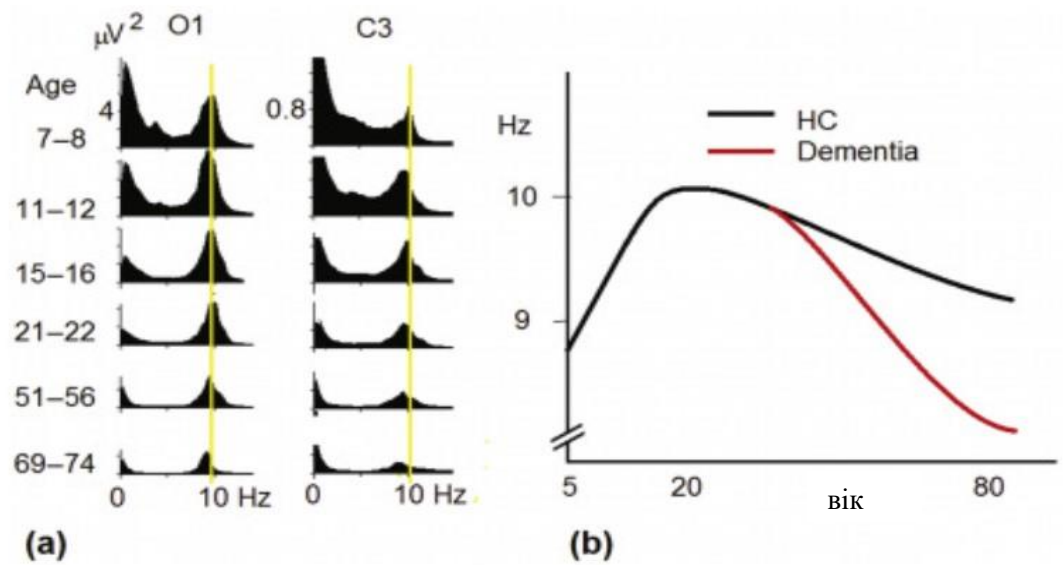 μV² O1 C3
Age
4 0.8
7–8
11–12
15–16
21–22
51–56
69–74
0 10 Hz 0 10 Hz
(a)
Hz
HC
Dementia
10
9
5 20 вік 80
(b)